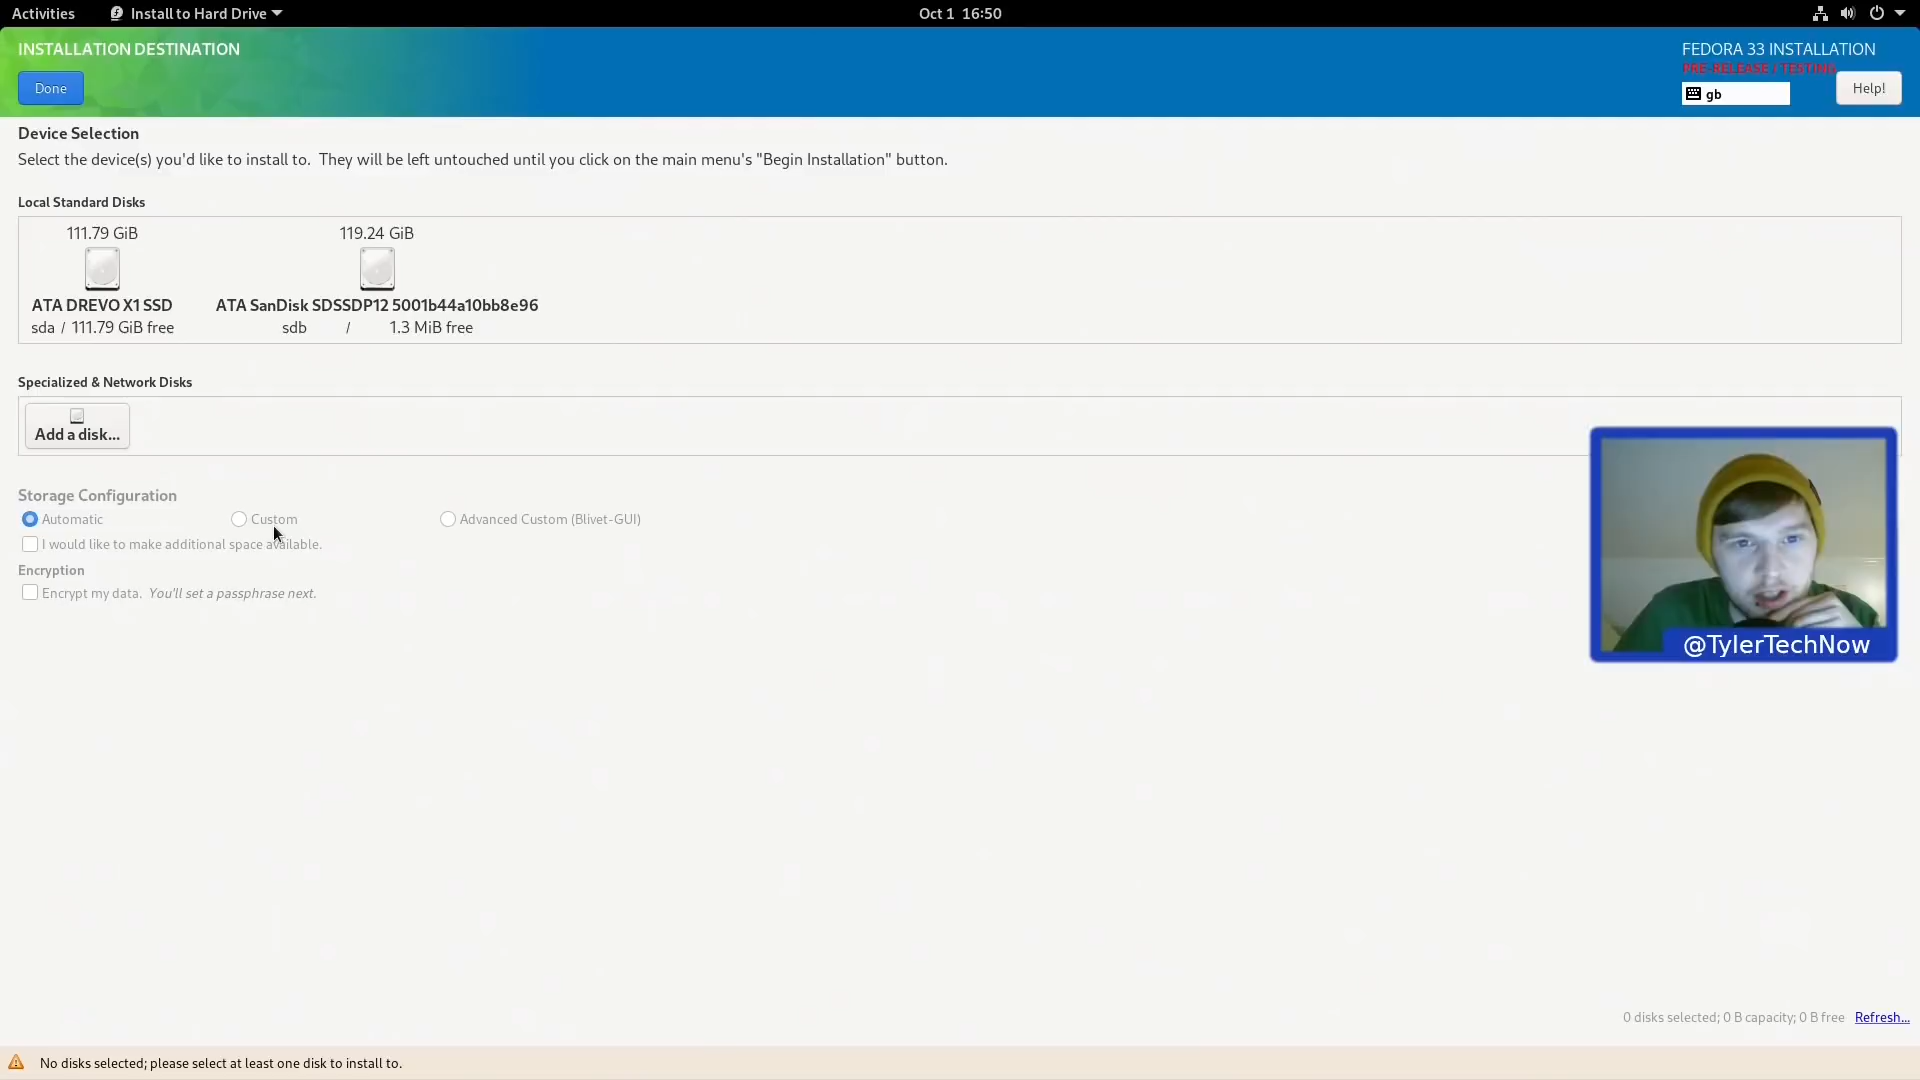 Activities
Install to Hard Drive
Oct 1 16:50
INSTALLATION DESTINATION
Done
FEDORA 33 INSTALLATION
PRE-RELEASE / TESTING
gb
Help!
Device Selection
Select the device(s) you'd like to install to. They will be left untouched until you click on the main menu's "Begin Installation" button.
Local Standard Disks
111.79 GiB
ATA DREVO X1 SSD
sda / 111.79 GiB free
119.24 GiB
ATA SanDisk SDSSDP12 5001b44a10bb8e96
sdb / 1.3 MiB free
Specialized & Network Disks
Add a disk...
Storage Configuration
Automatic
Custom
Advanced Custom (Blivet-GUI)
I would like to make additional space available.
Encryption
Encrypt my data. You'll set a passphrase next.
@TylerTechNow
0 disks selected; 0 B capacity; 0 B free
Refresh...
No disks selected; please select at least one disk to install to.